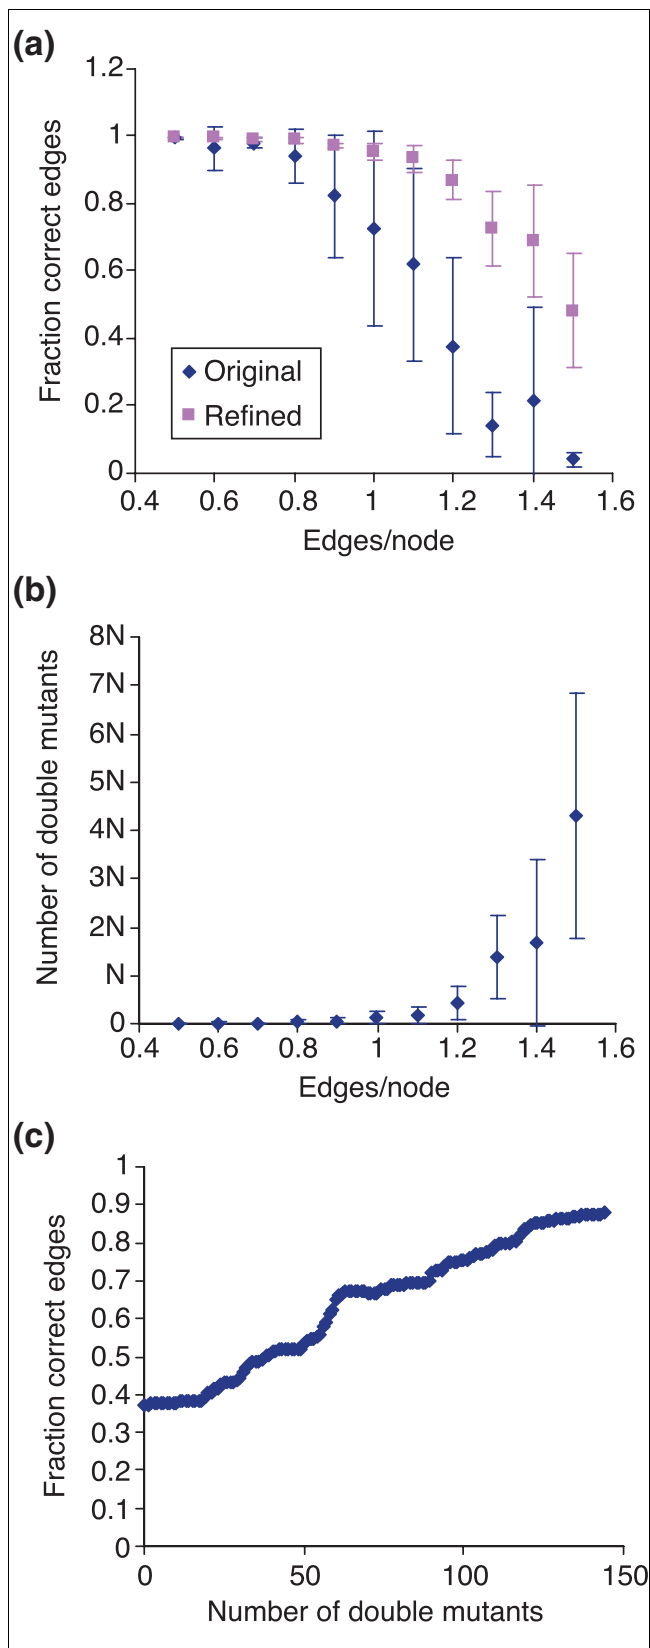 (a)
1.2
1
0.8
0.6
0.4
0.2
0
Fraction correct edges
Original
Refined
0.4 0.6 0.8 1 1.2 1.4 1.6
Edges/node
(b)
8N
7N
6N
5N
4N
3N
2N
N
0
Number of double mutants
0.4 0.6 0.8 1 1.2 1.4 1.6
Edges/node
(c)
1
0.9
0.8
0.7
0.6
0.5
0.4
0.3
0.2
0.1
0
Fraction correct edges
0 50 100 150
Number of double mutants